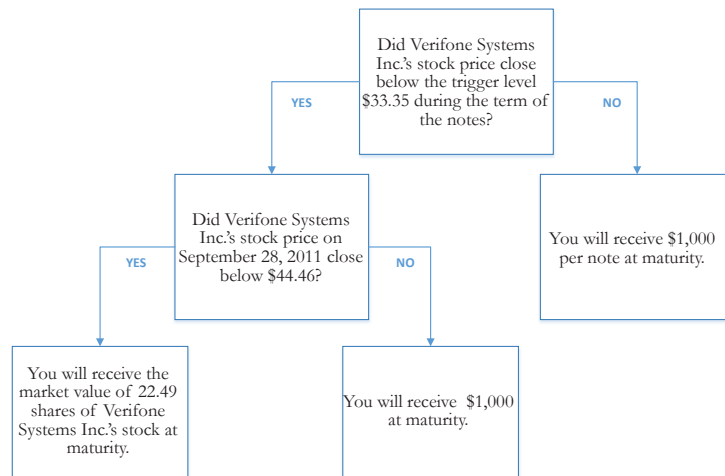 Did Verifone Systems
Inc.'s stock price close
below the trigger level
$33.35 during the term of
the notes?
YES
NO
Did Verifone Systems
Inc.'s stock price on
September 28, 2011 close
below $44.46?
You will receive $1,000
per note at maturity.
YES
NO
You will receive the
market value of 22.49
shares of Verifone
Systems Inc.'s stock at
maturity.
You will receive $1,000
at maturity.